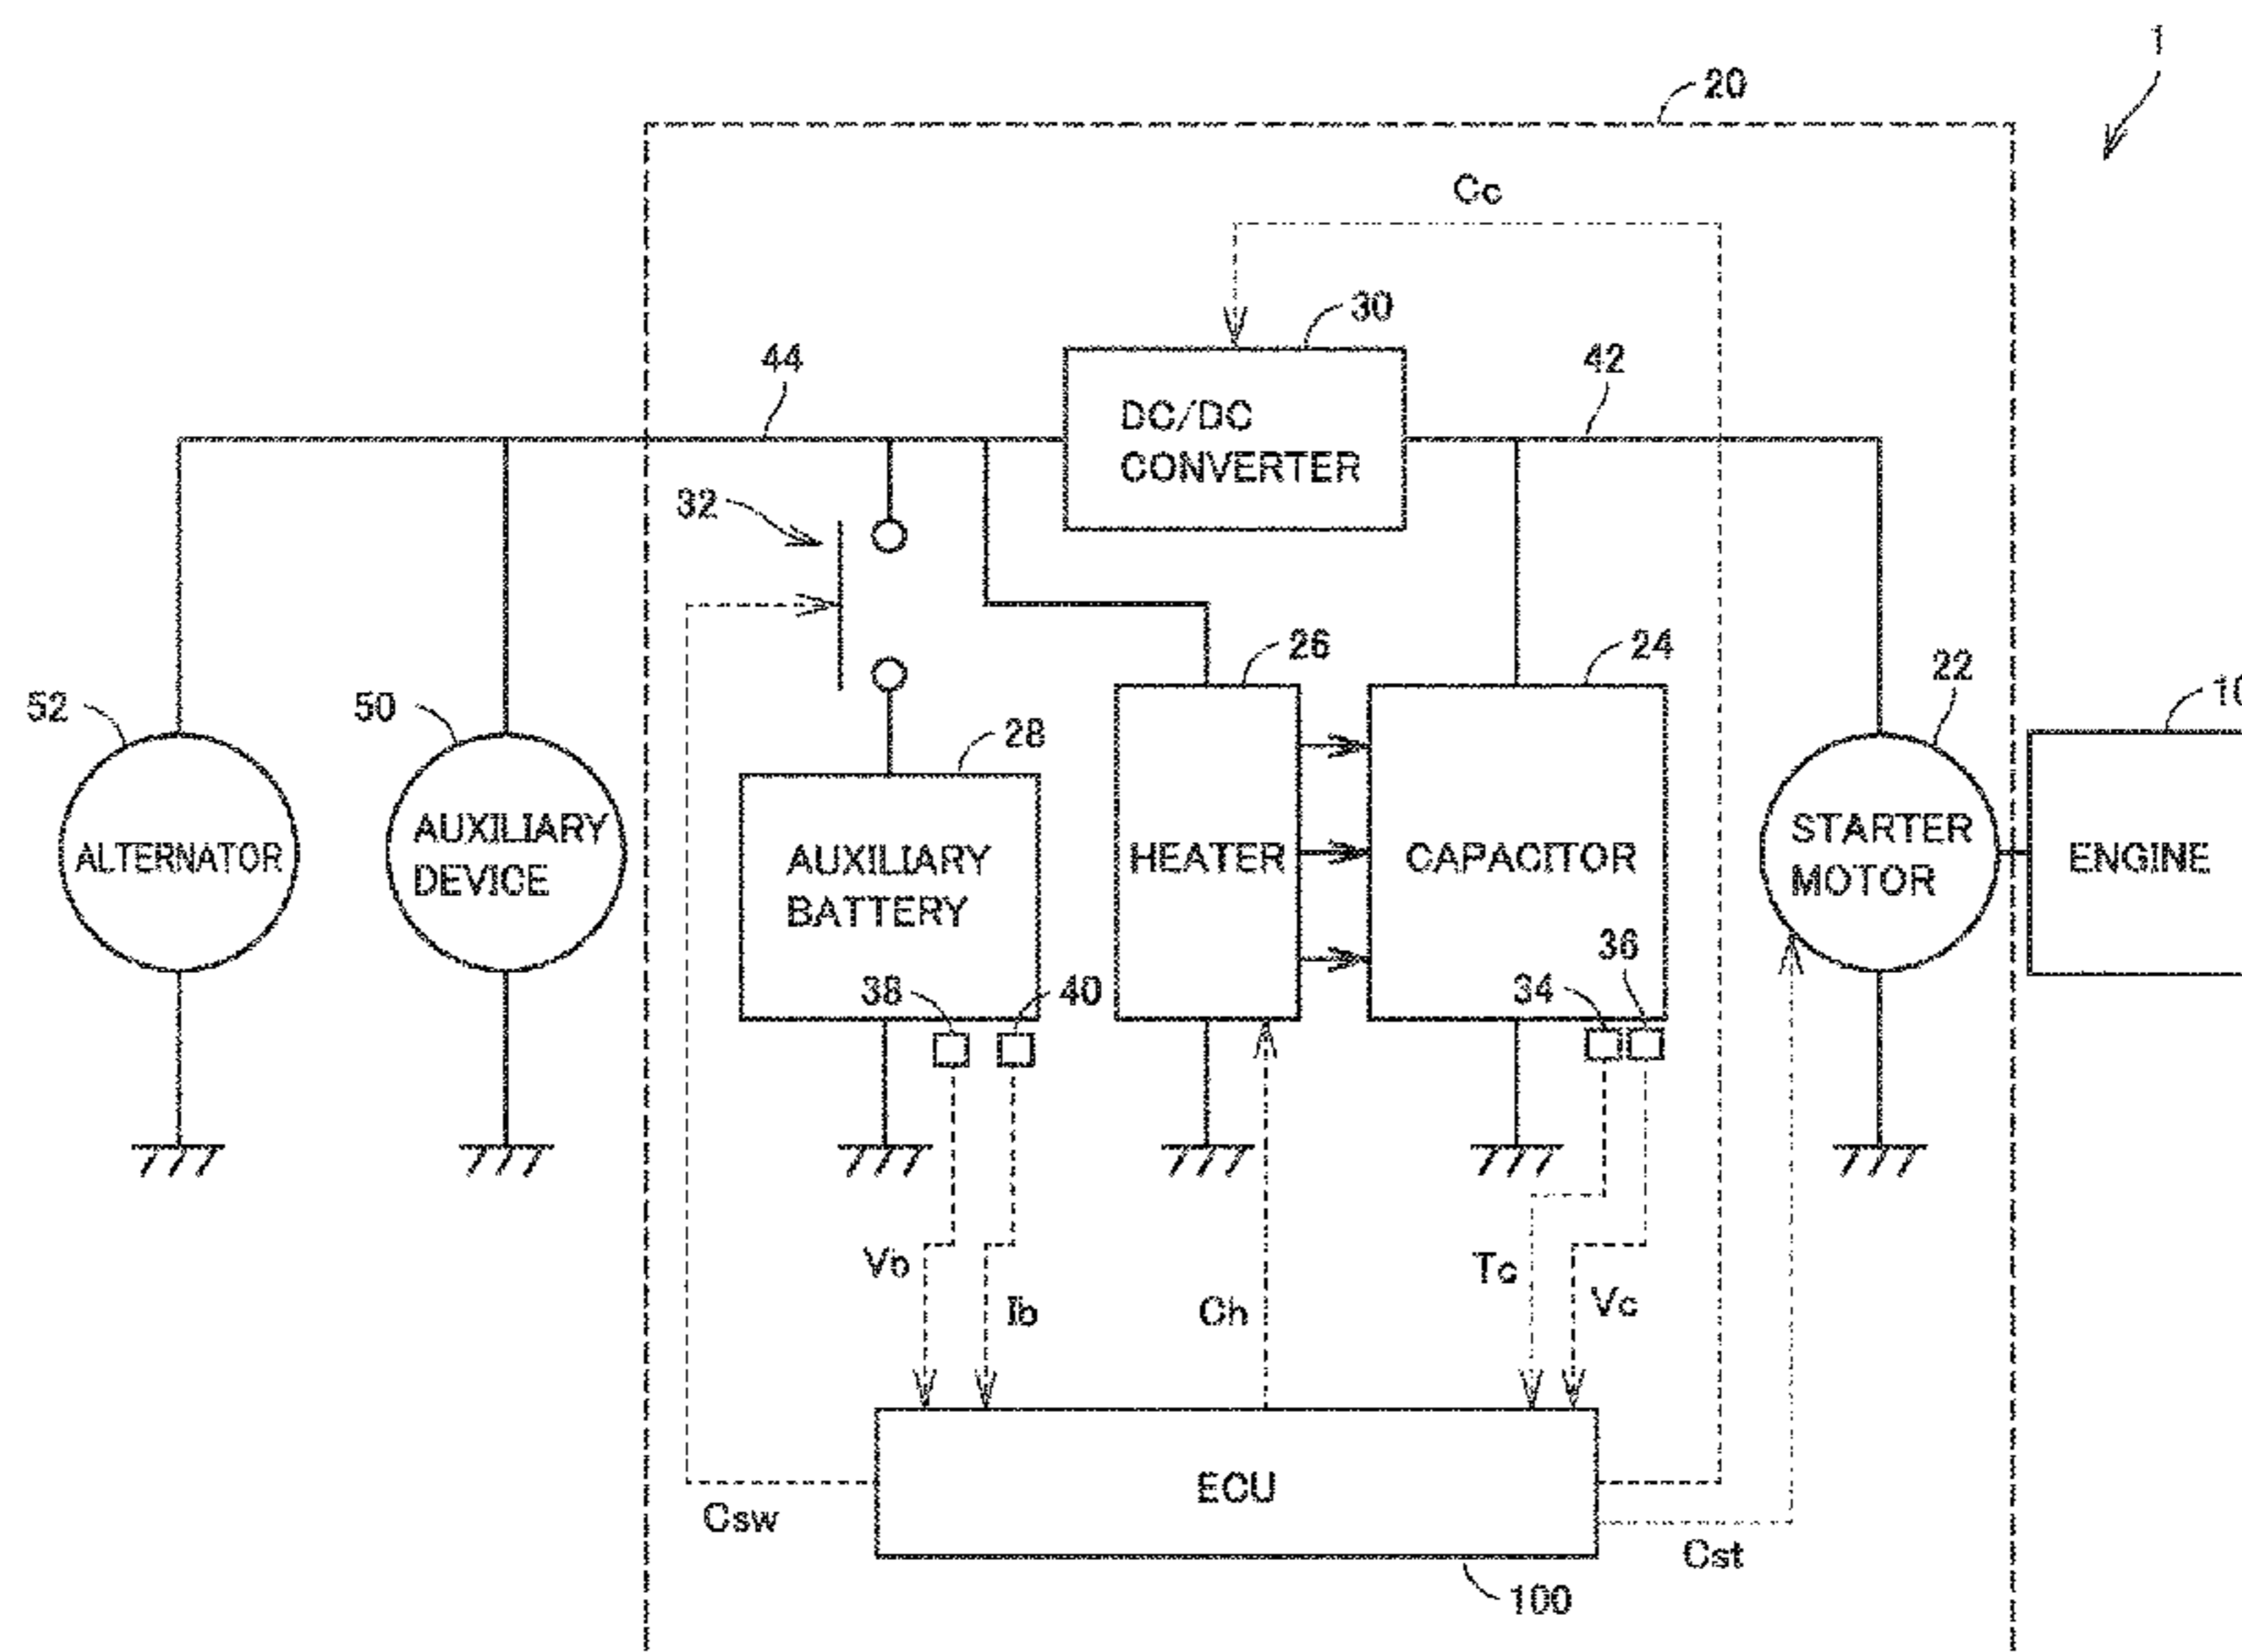 1
20
Cc
30
44
42
DC/DC
CONVERTER
32
26
24
22
10
52
50
28
ALTERNATOR
AUXILIARY
DEVICE
AUXILIARY
BATTERY
HEATER
CAPACITOR
STARTER
MOTOR
ENGINE
38
40
34
36
Vb
Ib
Ch
Tc
Vc
ECU
Csw
Cst
100